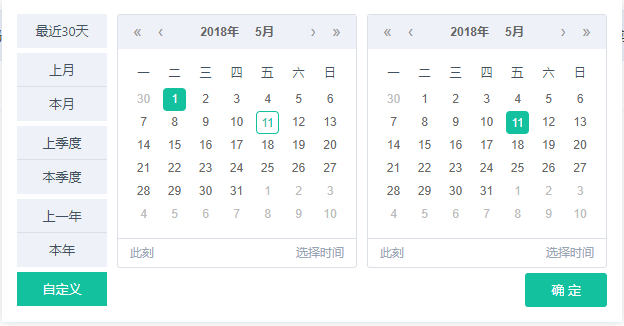 最近30天
上月
本月
上季度
本季度
上一年
本年
自定义
« ‹ 2018年 5月 › »
一 二 三 四 五 六 日
30 1 2 3 4 5 6
7 8 9 10 11 12 13
14 15 16 17 18 19 20
21 22 23 24 25 26 27
28 29 30 31 1 2 3
4 5 6 7 8 9 10
此刻 选择时间
« ‹ 2018年 5月 › »
一 二 三 四 五 六 日
30 1 2 3 4 5 6
7 8 9 10 11 12 13
14 15 16 17 18 19 20
21 22 23 24 25 26 27
28 29 30 31 1 2 3
4 5 6 7 8 9 10
此刻 选择时间
确 定